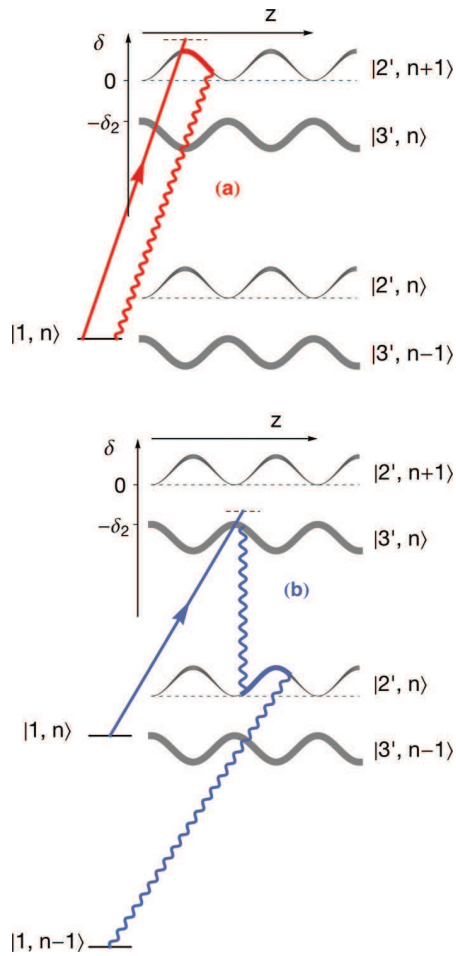 z
δ
|2', n+1⟩
0
−δ₂
|3', n⟩
(a)
|2', n⟩
|1, n⟩
|3', n−1⟩
z
δ
|2', n+1⟩
0
−δ₂
|3', n⟩
(b)
|2', n⟩
|1, n⟩
|3', n−1⟩
|1, n−1⟩